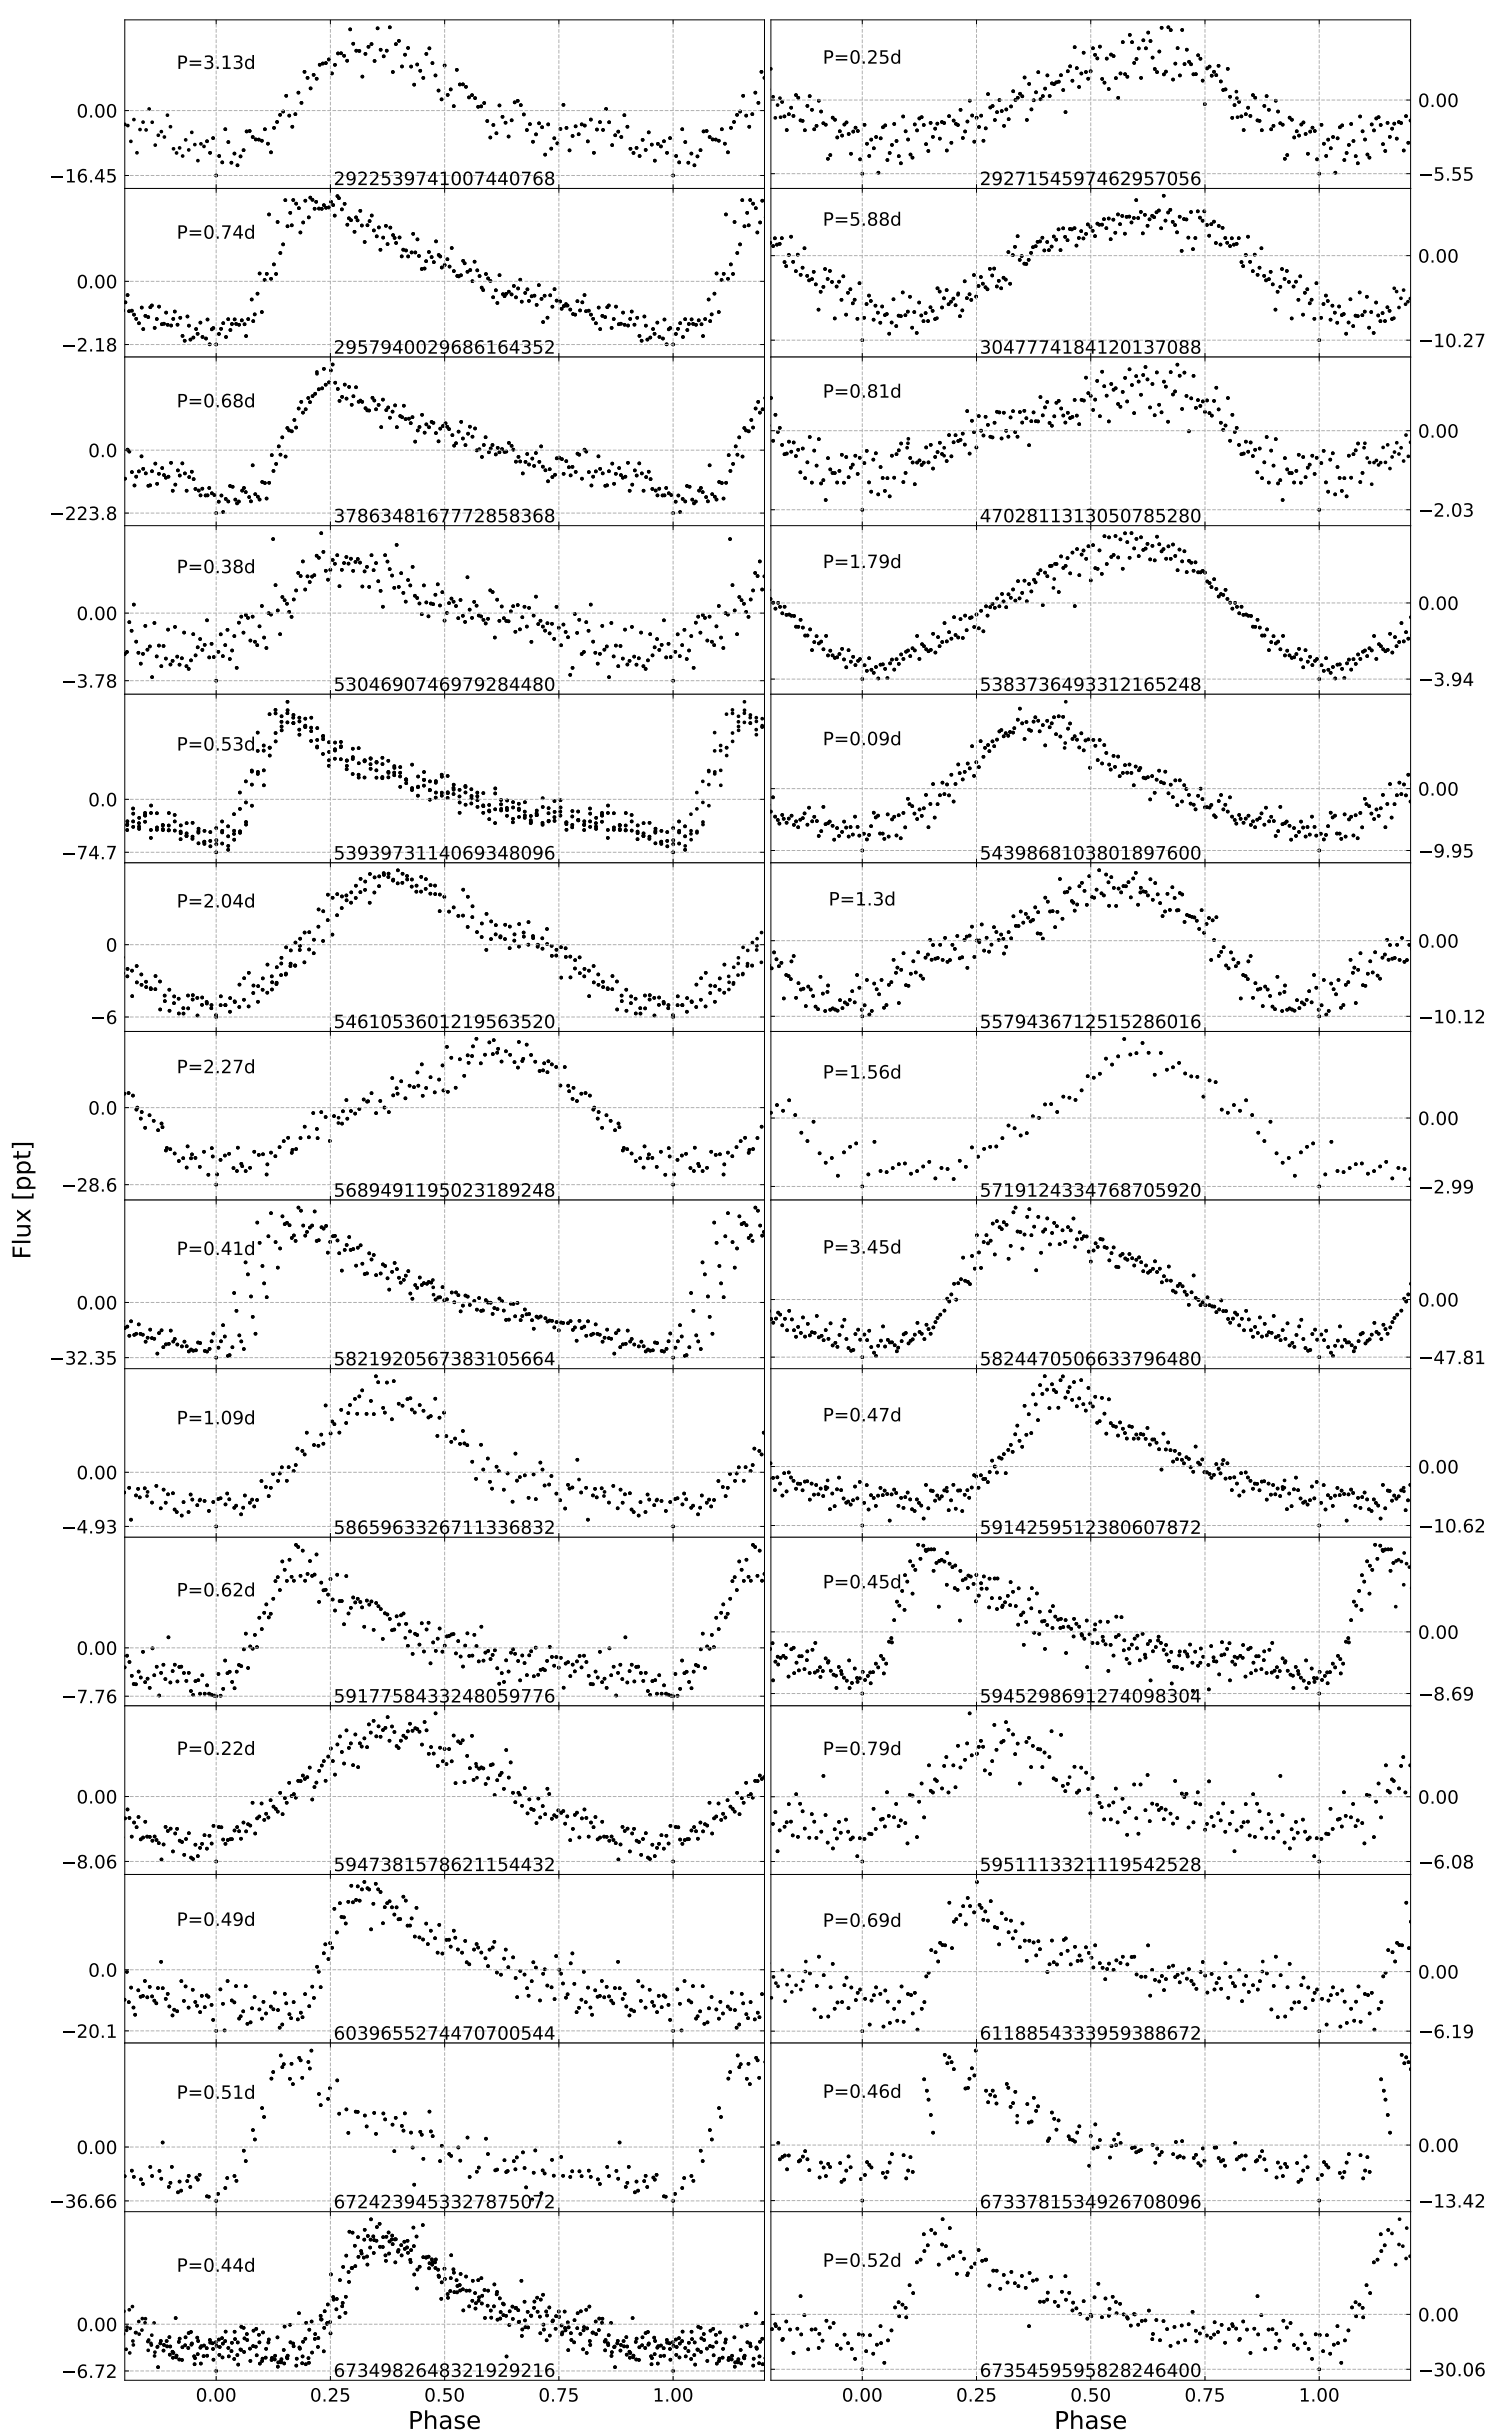 P=3.13d
0.00
−16.45
2922539741007440768
P=0.25d
0.00
−5.55
2927154597462957056
P=0.74d
0.00
−2.18
2957940029686164352
P=5.88d
0.00
−10.27
3047774184120137088
P=0.68d
0.0
−223.8
3786348167772858368
P=0.81d
0.00
−2.03
4702811313050785280
P=0.38d
0.00
−3.78
5304690746979284480
P=1.79d
0.00
−3.94
5383736493312165248
P=0.53d
0.0
−74.7
5393973114069348096
P=0.09d
0.00
−9.95
5439868103801897600
P=2.04d
0
−6
5461053601219563520
P=1.3d
0.00
−10.12
5579436712515286016
P=2.27d
0.0
−28.6
5689491195023189248
P=1.56d
0.00
−2.99
5719124334768705920
Flux [ppt]
P=0.41d
0.00
−32.35
5821920567383105664
P=3.45d
0.00
−47.81
5824470506633796480
P=1.09d
0.00
−4.93
5865963326711336832
P=0.47d
0.00
−10.62
5914259512380607872
P=0.62d
0.00
−7.76
5917758433248059776
P=0.45d
0.00
−8.69
5945298691274098304
P=0.22d
0.00
−8.06
5947381578621154432
P=0.79d
0.00
−6.08
5951113321119542528
P=0.49d
0.0
−20.1
6039655274470700544
P=0.69d
0.00
−6.19
6118854333959388672
P=0.51d
0.00
−36.66
6724239453327875072
P=0.46d
0.00
−13.42
6733781534926708096
P=0.44d
0.00
−6.72
6734982648321929216
P=0.52d
0.00
−30.06
6735459595828246400
0.00 0.25 0.50 0.75 1.00
0.00 0.25 0.50 0.75 1.00
Phase
Phase